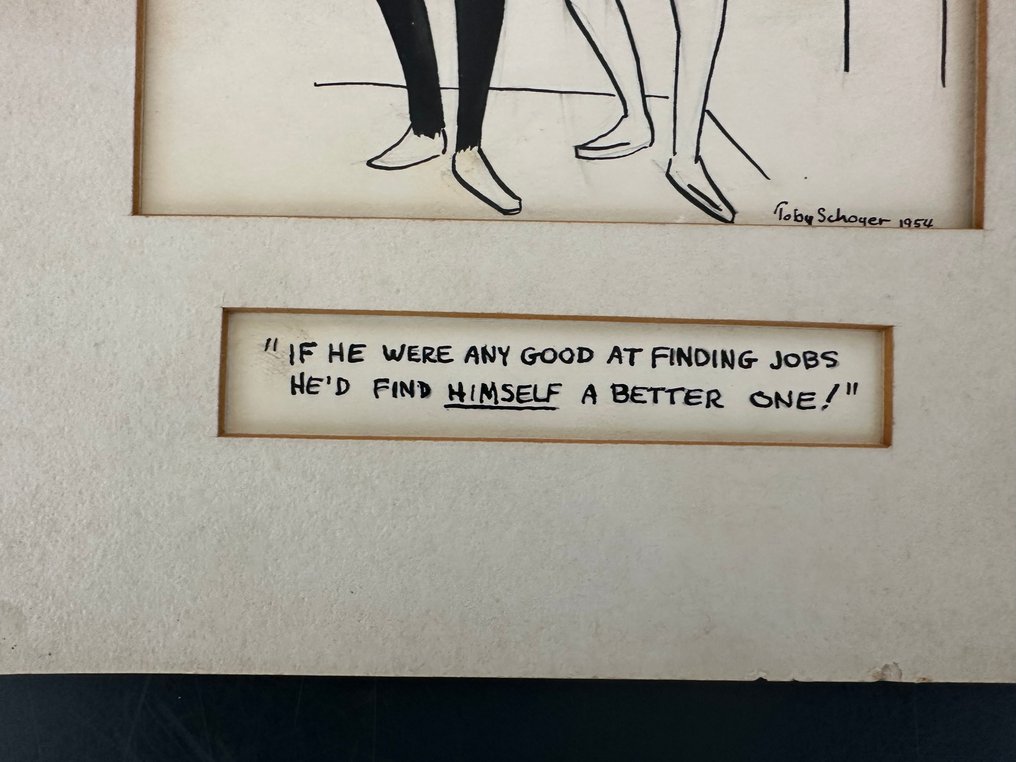 Toby Schoyer 1954
"IF HE WERE ANY GOOD AT FINDING JOBS
HE'D FIND HIMSELF A BETTER ONE!"